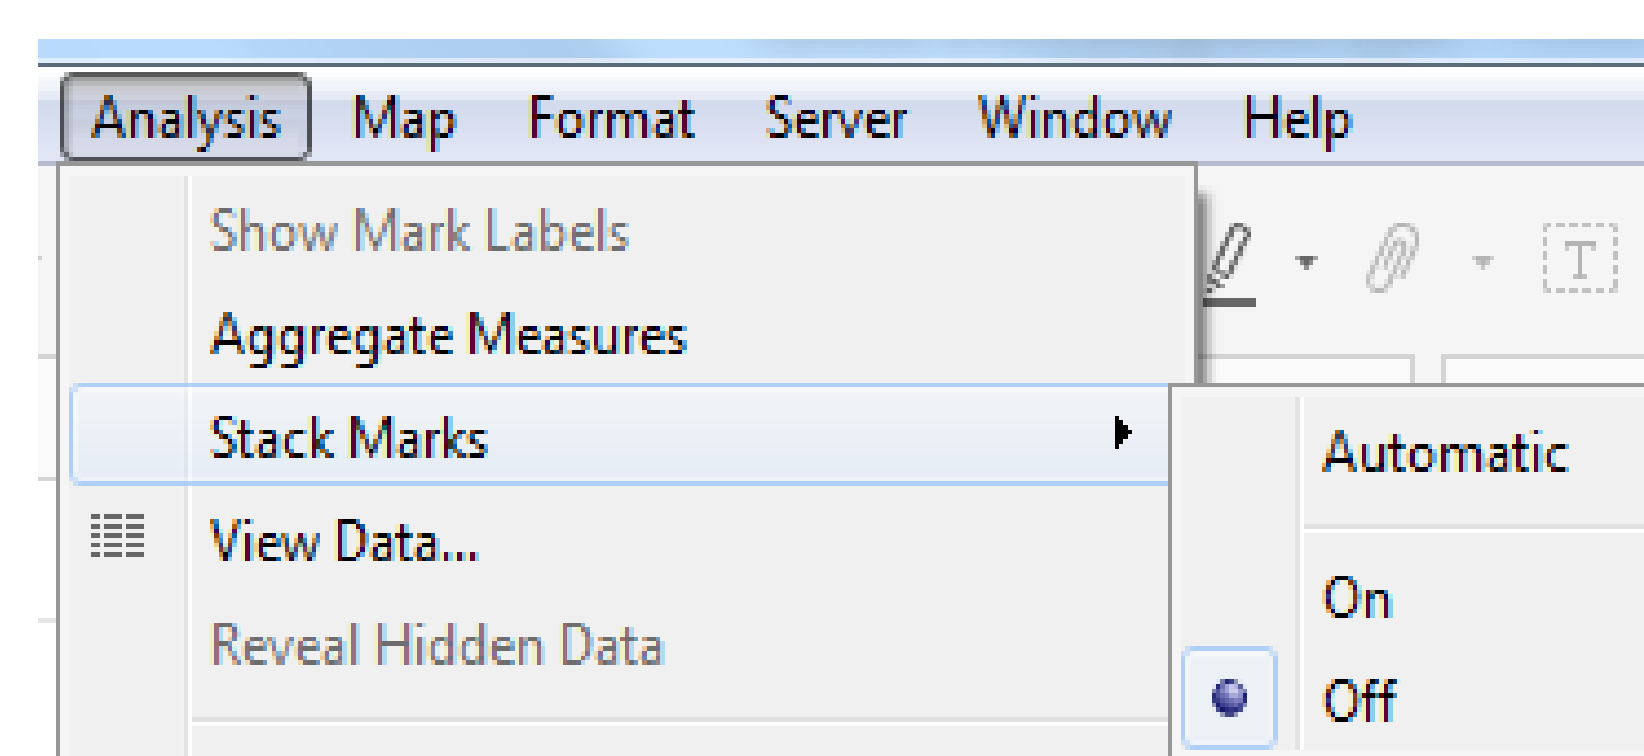 Analysis Map Format Server Window Help
Show Mark Labels
Aggregate Measures
T
Stack Marks
Automatic
View Data...
On
Reveal Hidden Data
Off